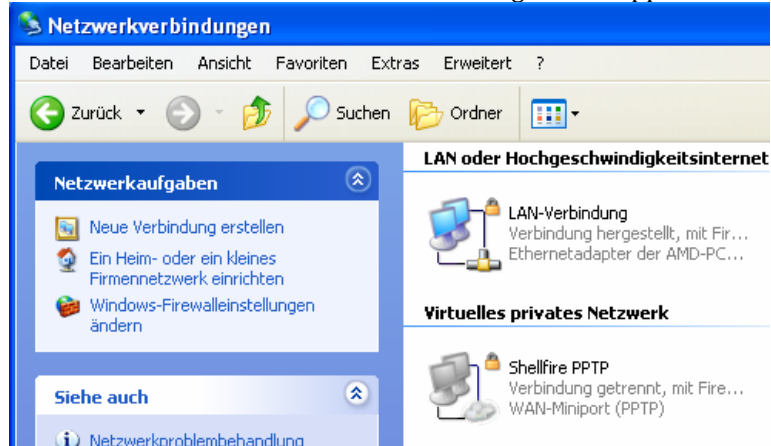 Netzwerkverbindungen
Datei Bearbeiten Ansicht Favoriten Extras Erweitert ?
Zurück Suchen Ordner
Netzwerkaufgaben
Neue Verbindung erstellen
Ein Heim- oder ein kleines
Firmennetzwerk einrichten
Windows-Firewalleinstellungen
ändern
Siehe auch
Netzwerkproblembehandlung
LAN oder Hochgeschwindigkeitsinternet
LAN-Verbindung
Verbindung hergestellt, mit Fir...
Ethernetadapter der AMD-PC...
Virtuelles privates Netzwerk
Shellfire PPTP
Verbindung getrennt, mit Fire...
WAN-Miniport (PPTP)